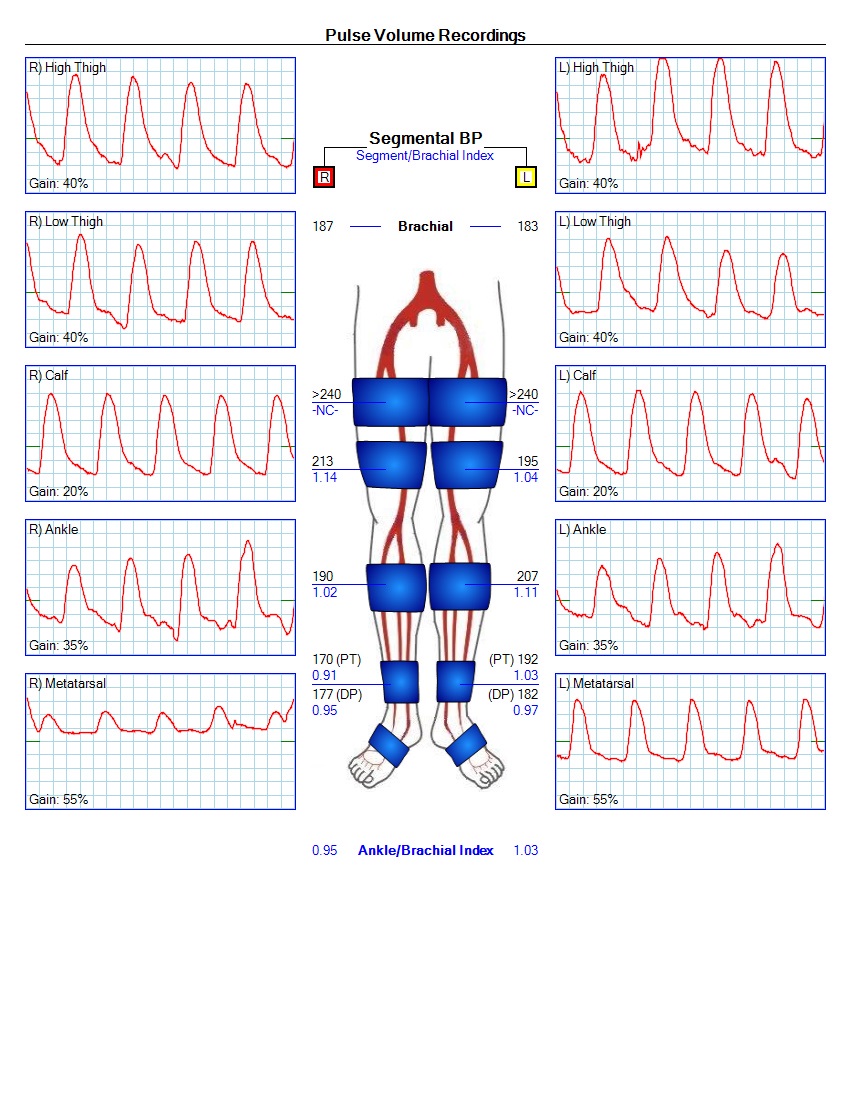 Pulse Volume Recordings
R) High Thigh
Gain: 40%
R) Low Thigh
Gain: 40%
R) Calf
Gain: 20%
R) Ankle
Gain: 35%
R) Metatarsal
Gain: 55%
Segmental BP
Segment/Brachial Index
R L
187 Brachial 183
>240 >240
-NC- -NC-
213 195
1.14 1.04
190 207
1.02 1.11
170 (PT) (PT) 192
0.91 1.03
177 (DP) (DP) 182
0.95 0.97
0.95 Ankle/Brachial Index 1.03
L) High Thigh
Gain: 40%
L) Low Thigh
Gain: 40%
L) Calf
Gain: 20%
L) Ankle
Gain: 35%
L) Metatarsal
Gain: 55%